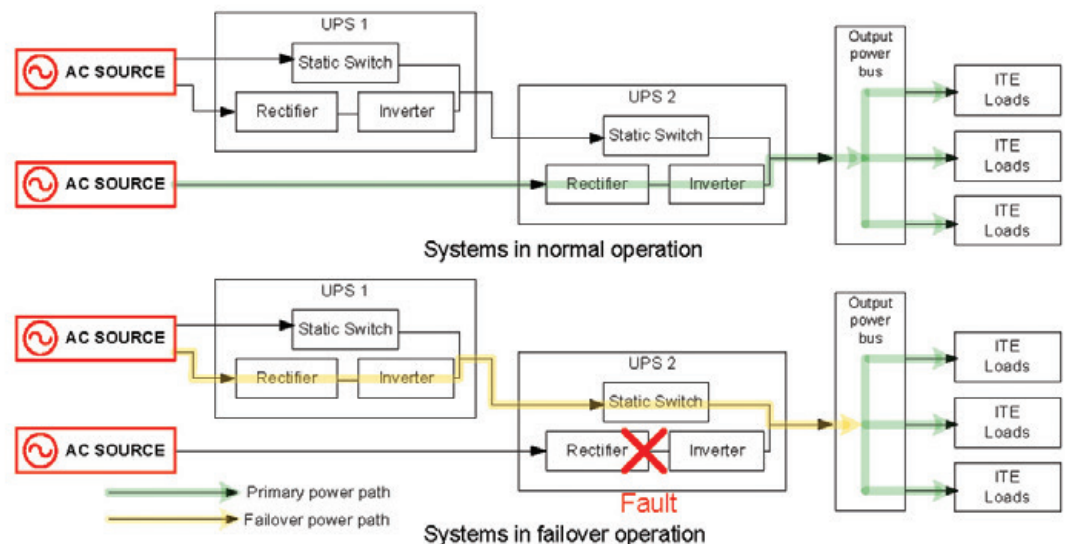 UPS 1
AC SOURCE
Static Switch
Rectifier
Inverter
UPS 2
Static Switch
AC SOURCE
Rectifier
Inverter
Output
power
bus
ITE
Loads
ITE
Loads
ITE
Loads
Systems in normal operation
UPS 1
AC SOURCE
Static Switch
Rectifier
Inverter
UPS 2
Static Switch
AC SOURCE
Rectifier
Inverter
Fault
Output
power
bus
ITE
Loads
ITE
Loads
ITE
Loads
Primary power path
Failover power path
Systems in failover operation